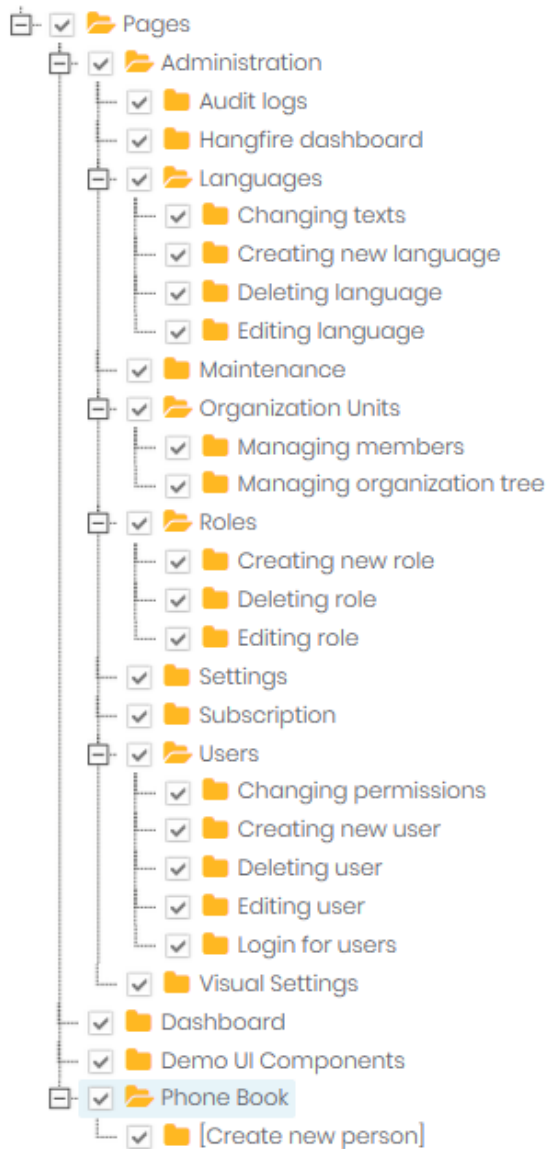 Pages
Administration
Audit logs
Hangfire dashboard
Languages
Changing texts
Creating new language
Deleting language
Editing language
Maintenance
Organization Units
Managing members
Managing organization tree
Roles
Creating new role
Deleting role
Editing role
Settings
Subscription
Users
Changing permissions
Creating new user
Deleting user
Editing user
Login for users
Visual Settings
Dashboard
Demo UI Components
Phone Book
[Create new person]